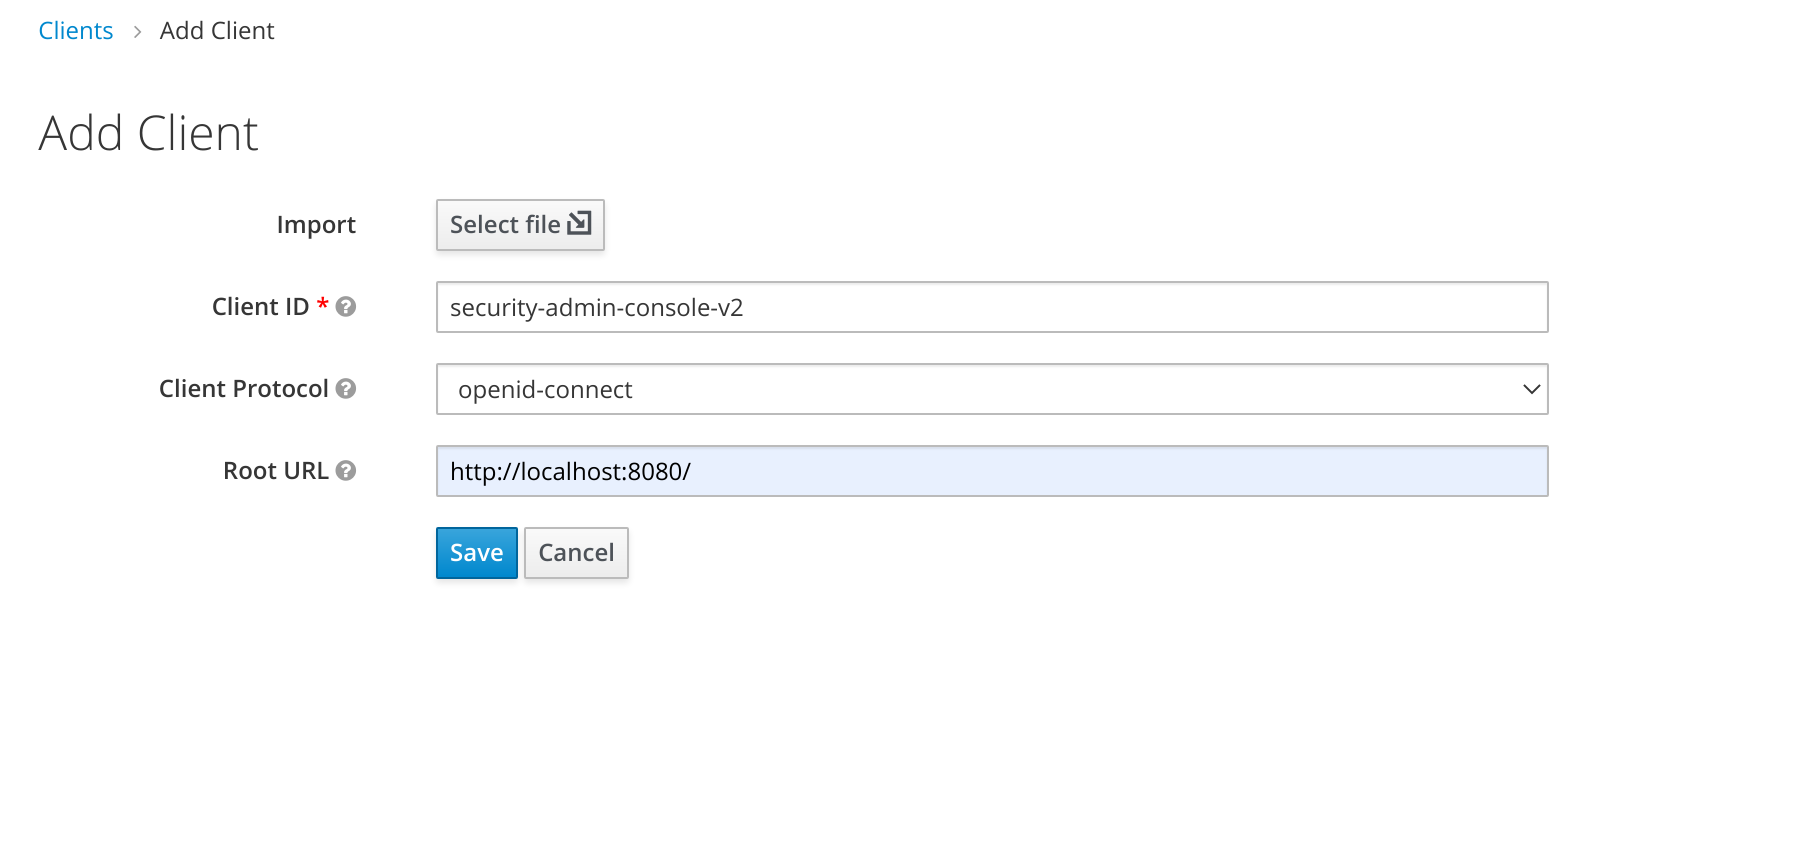 Clients > Add Client
Add Client
Import Select file
Client ID * security-admin-console-v2
Client Protocol openid-connect
Root URL http://localhost:8080/
Save Cancel